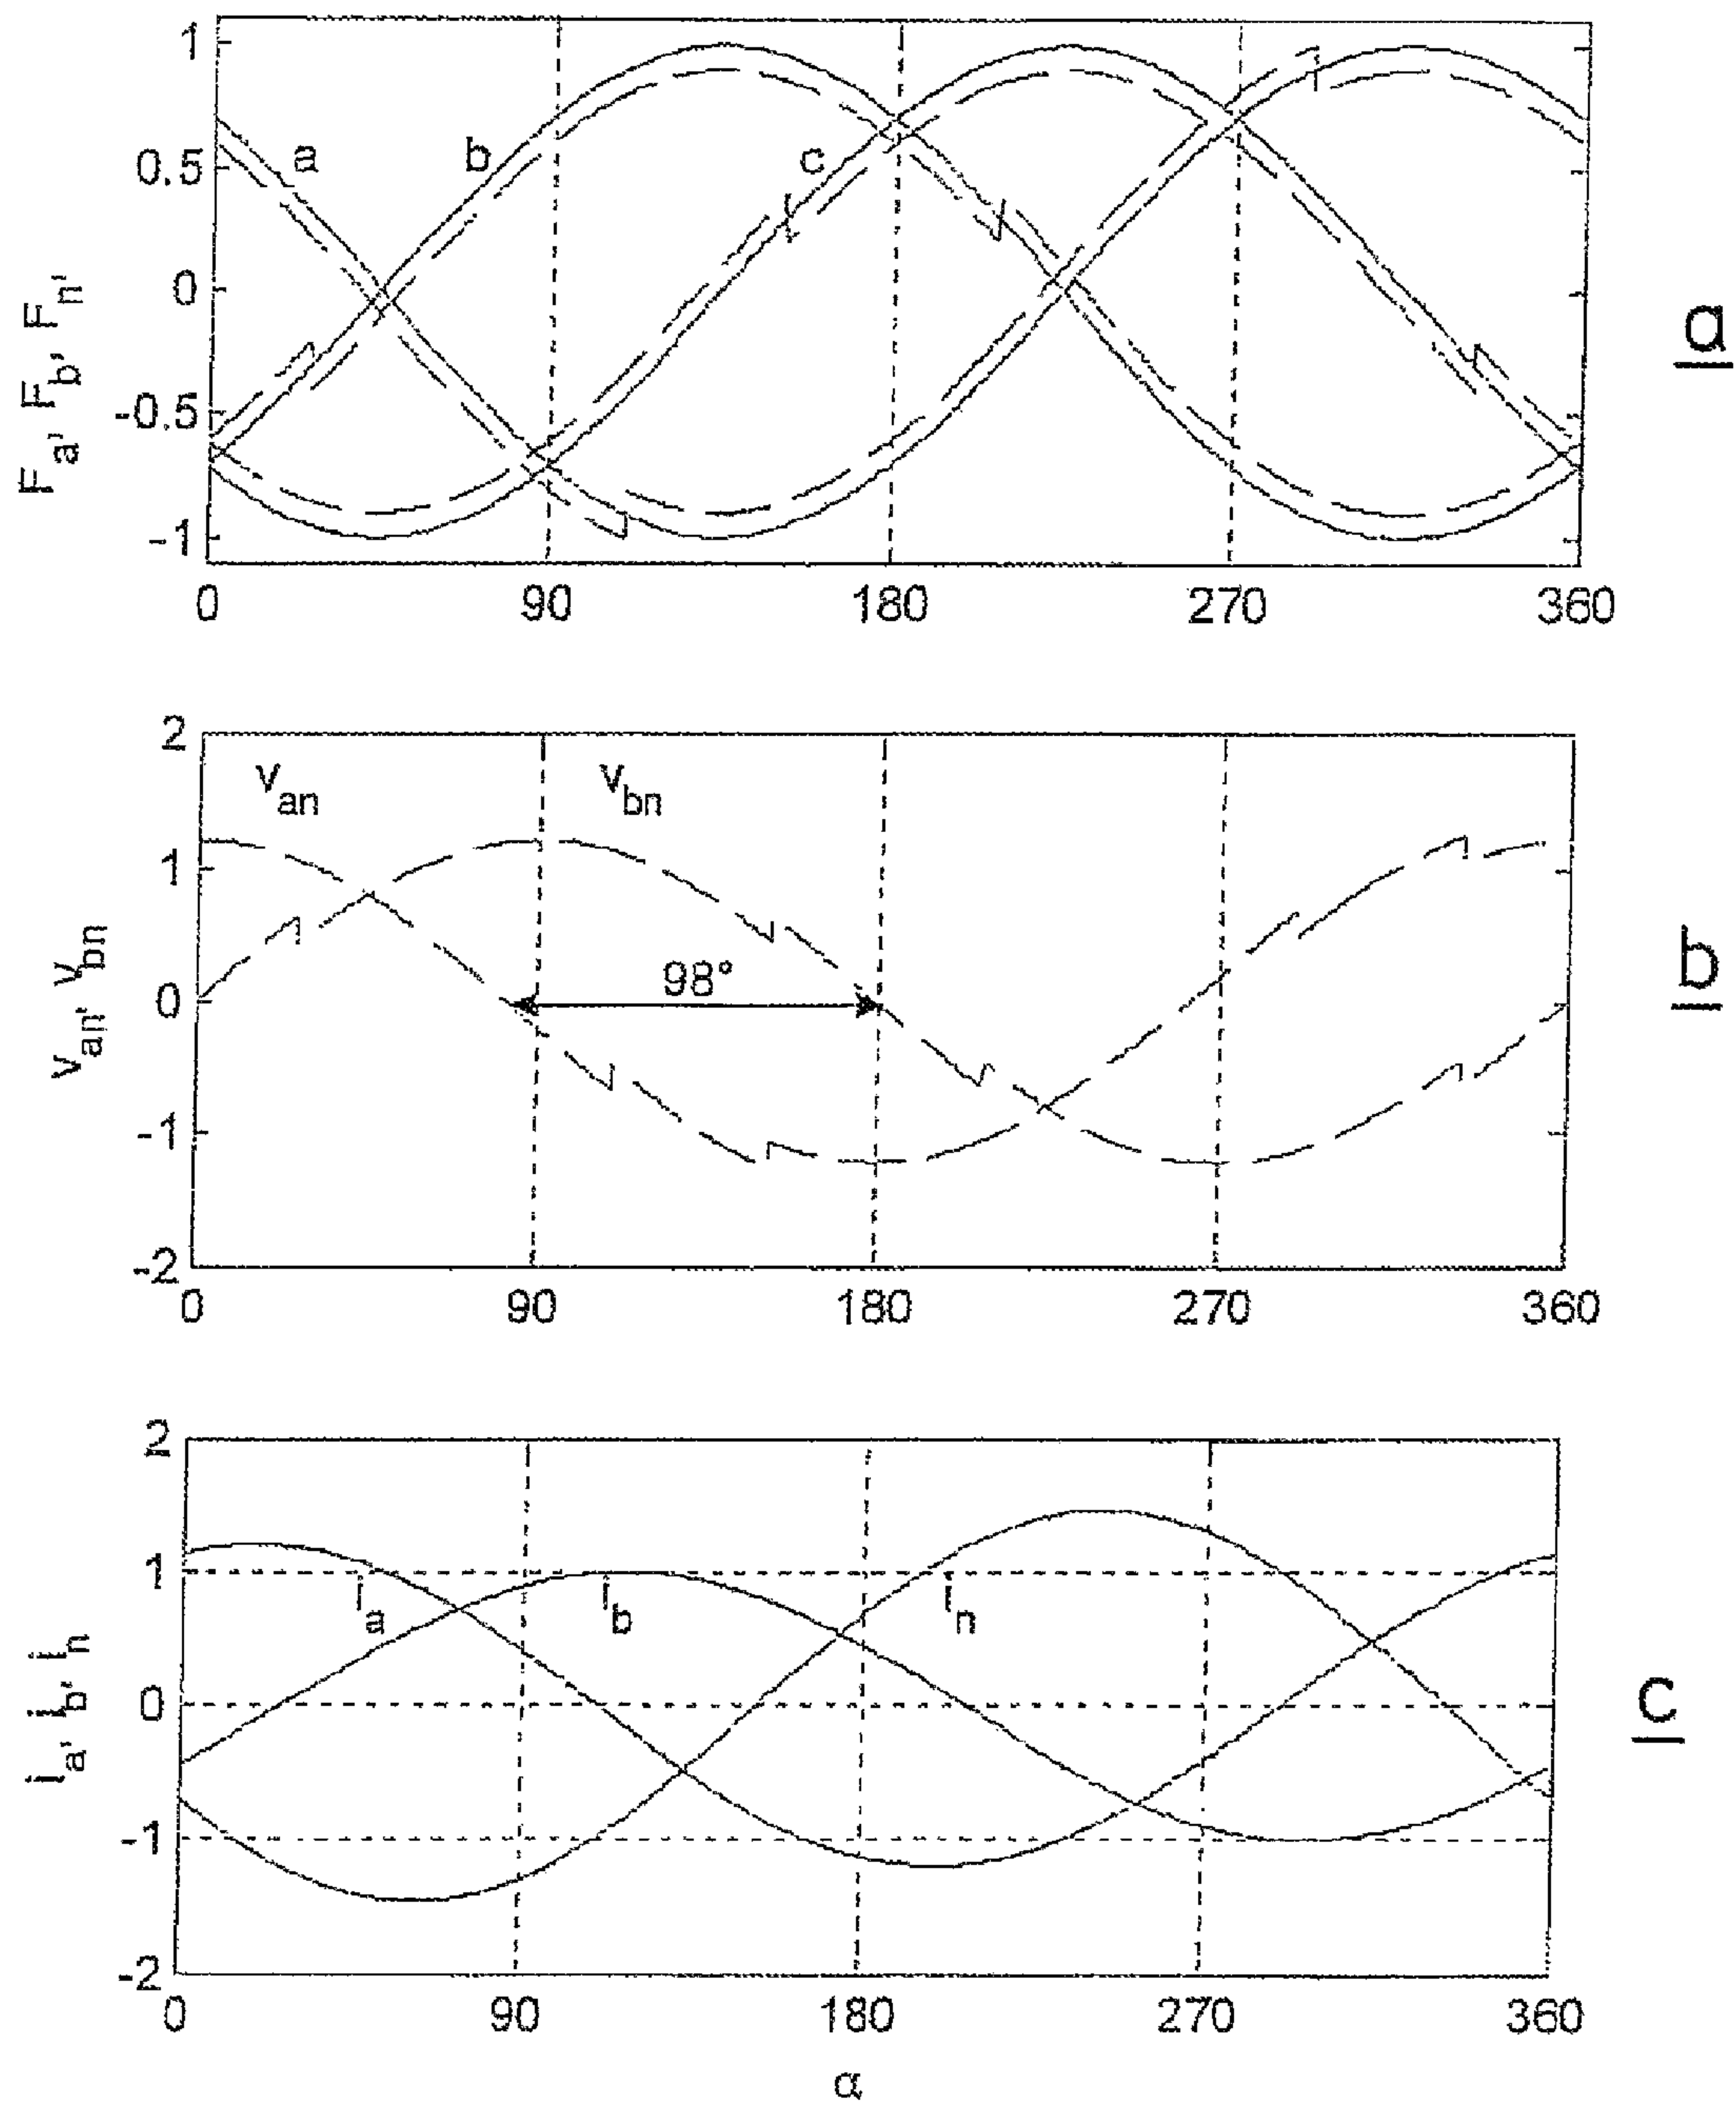 1
0.5
0
-0.5
-1
Fa, Fb, Fn,
a
b
c
0 90 180 270 360
a
2
1
0
-1
-2
van, vbn
van
vbn
98°
0 90 180 270 360
b
2
1
0
-1
-2
ia, ib, in
ia
ib
in
0 90 180 270 360
α
c